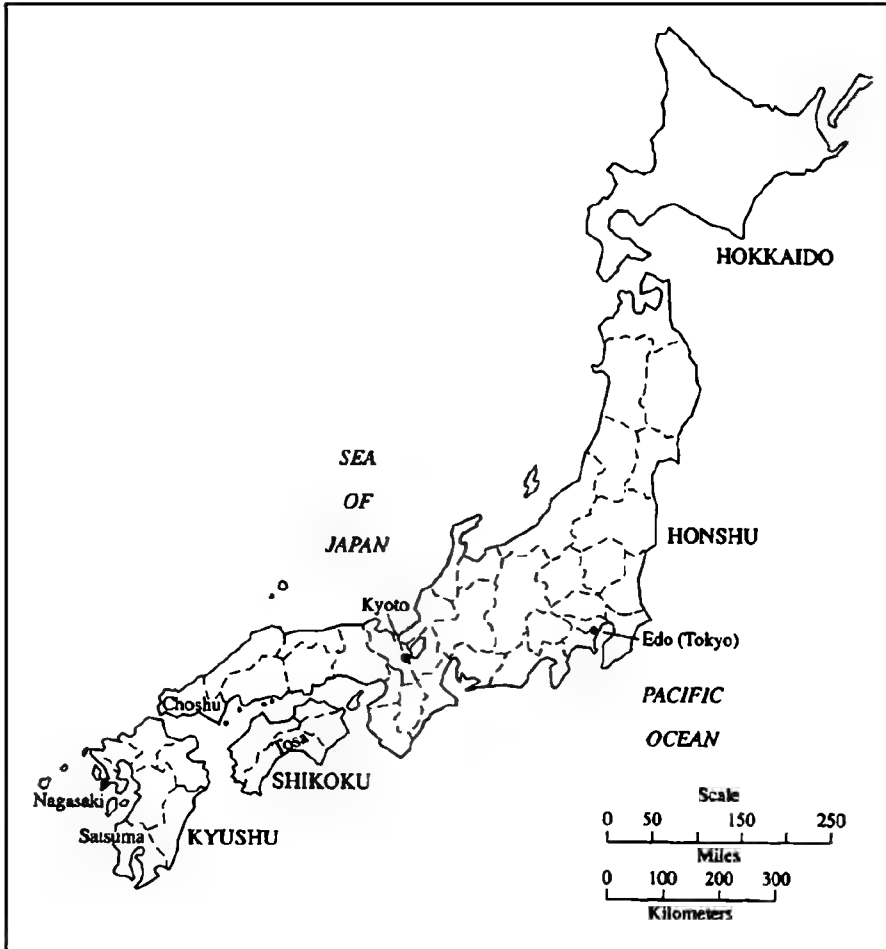 HOKKAIDO
SEA
OF
JAPAN
HONSHU
Kyoto
Edo (Tokyo)
PACIFIC
OCEAN
Choshu
Tosa
SHIKOKU
Nagasaki
Satsuma
KYUSHU
Scale
0 50 150 250
Miles
0 100 200 300
Kilometers